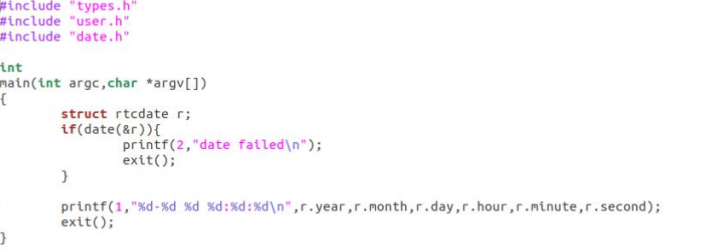 #include "types.h"
#include "user.h"
#include "date.h"

int
main(int argc,char *argv[])
{
        struct rtcdate r;
        if(date(&r)){
                printf(2,"date failed\n");
                exit();
        }

        printf(1,"%d-%d %d %d:%d:%d\n",r.year,r.month,r.day,r.hour,r.minute,r.second);
        exit();
}